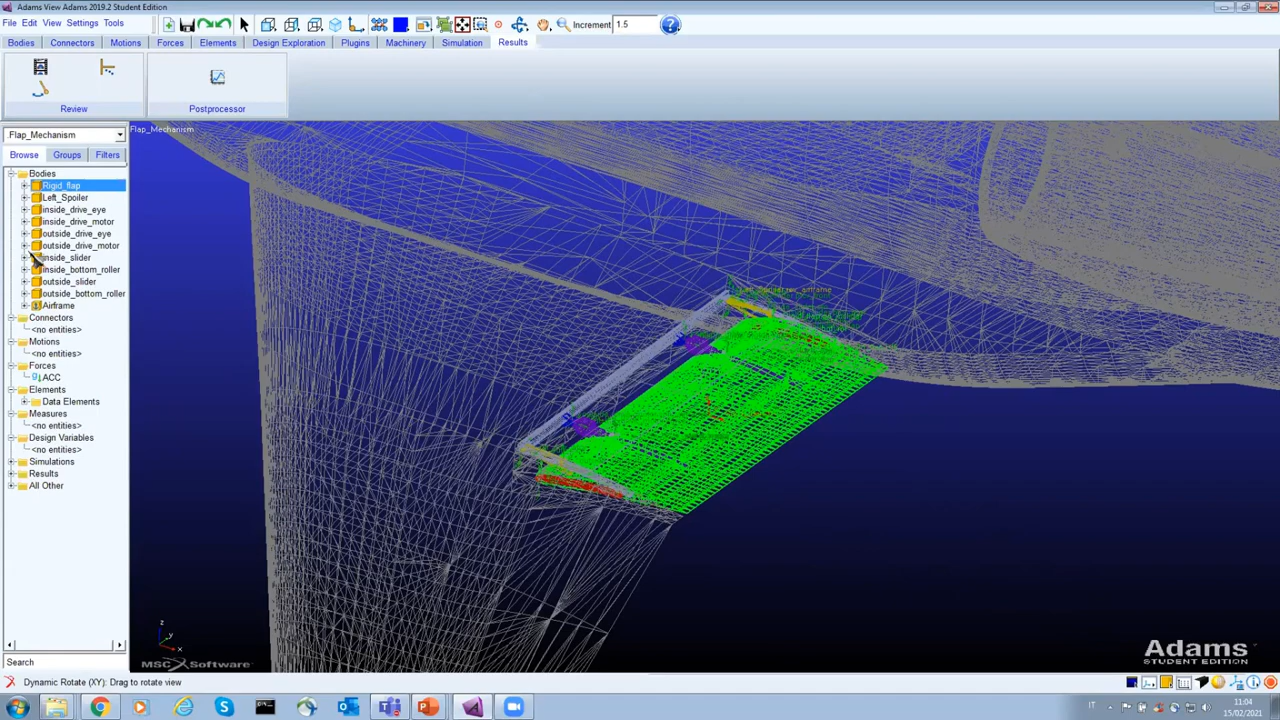 Adams View Adams 2019.2 Student Edition
File Edit View Settings Tools
Increment 1.5
Bodies Connectors Motions Forces Elements Design Exploration Plugins Machinery Simulation Results
Review Postprocessor
Flap_Mechanism
Flap_Mechanism
Browse Groups Filters
Bodies
Rigid_flap
Left_Spoiler
inside_drive_eye
inside_drive_motor
outside_drive_eye
outside_drive_motor
inside_slider
inside_bottom_roller
outside_slider
outside_bottom_roller
Airframe
Connectors
<no entities>
Motions
<no entities>
Forces
ACC
Elements
Data Elements
Measures
<no entities>
Design Variables
<no entities>
Simulations
Results
All Other
z
y
x
MSC Software
Adams
STUDENT EDITION
Search
Dynamic Rotate (XY): Drag to rotate view
IT
11:04
15/02/2021